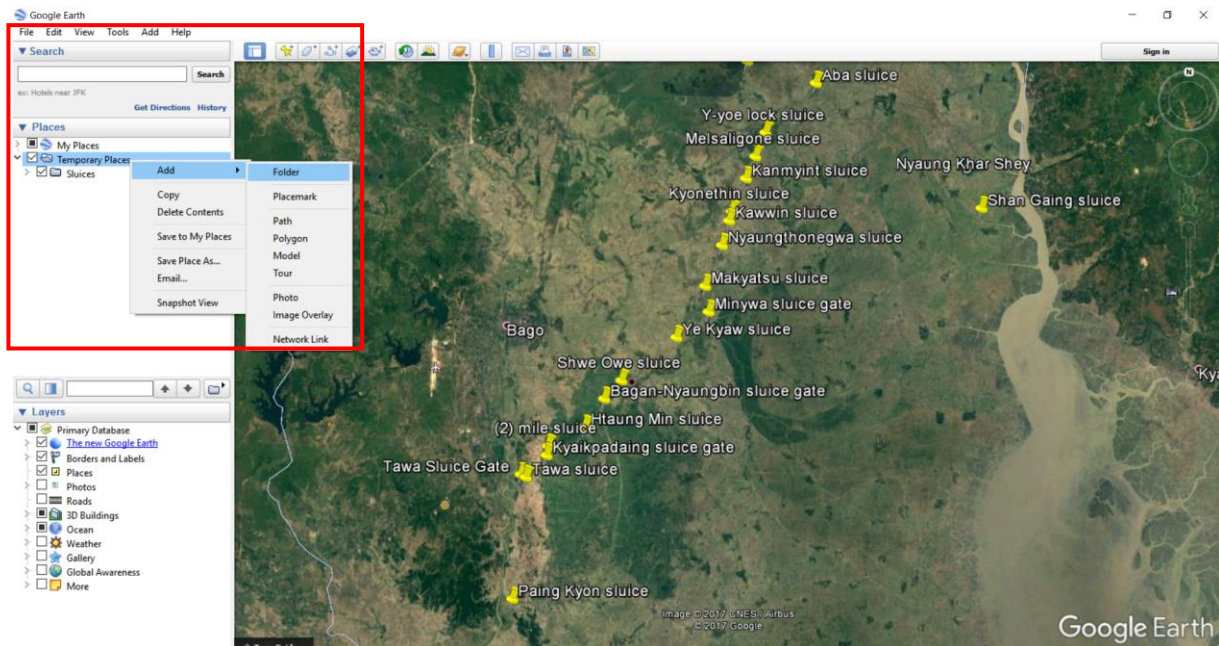 Google Earth
File Edit View Tools Add Help
Search
Search
ex: Hotels near JFK
Get Directions History
Places
My Places
Temporary Places
Sluices
Add
Copy
Delete Contents
Save to My Places
Save Place As...
Email...
Snapshot View
Folder
Placemark
Path
Polygon
Model
Tour
Photo
Image Overlay
Network Link
Layers
Primary Database
The new Google Earth
Borders and Labels
Places
Photos
Roads
3D Buildings
Ocean
Weather
Gallery
Global Awareness
More
Sign in
N
Aba sluice
Y-yoe lock sluice
Melsaligone sluice
Kanmyint sluice
Nyaung Khar Shey
Kyonethin sluice
Shan Gaing sluice
Kawwin sluice
Nyaungthonegwa sluice
Makyatsu sluice
Minywa sluice gate
Bago
Ye Kyaw sluice
Shwe Owe sluice
Kya
Bagan-Nyaungbin sluice gate
Htaung Min sluice
(2) mile sluice
Kyaikpadaing sluice gate
Tawa Sluice Gate
Tawa sluice
Paing Kyon sluice
Image © 2017 CNES / Airbus
© 2017 Google
Google Earth